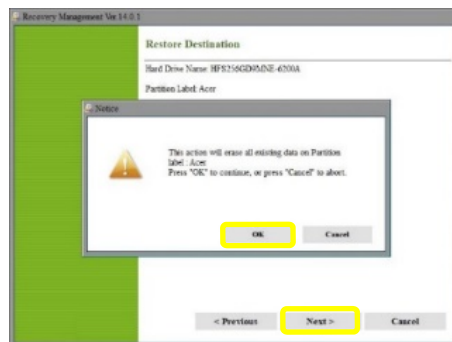 Recovery Management Ver 14.0.1
Restore Destination
Hard Drive Name:
Partition Label: Acer
Notice
This action will erase all existing data on Partition
label : Acer
Press "OK" to continue, or press "Cancel" to abort.
OK Cancel
< Previous Next > Cancel